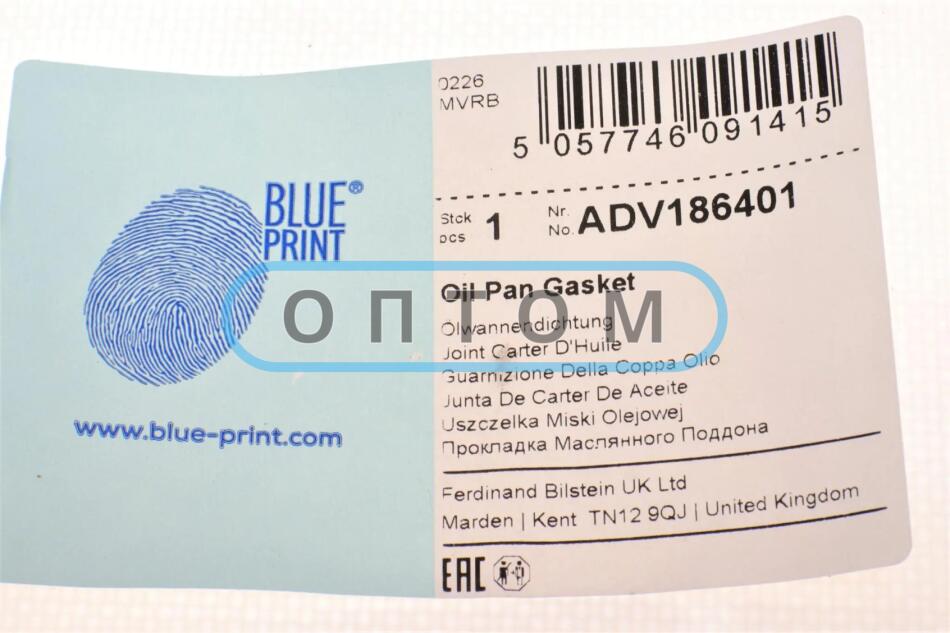 BLUE®
PRINT
www.blue-print.com
0226
MVRB
5 057746 091415
Stck
pcs
1
Nr.
No.
ADV186401
Oil Pan Gasket
Ölwannendichtung
Joint Carter D'Huile
Guarnizione Della Coppa Olio
Junta De Carter De Aceite
Uszczelka Miski Olejowej
Прокладка Маслянного Поддона
Ferdinand Bilstein UK Ltd
Marden | Kent TN12 9QJ | United Kingdom
EAC
ОПТОМ